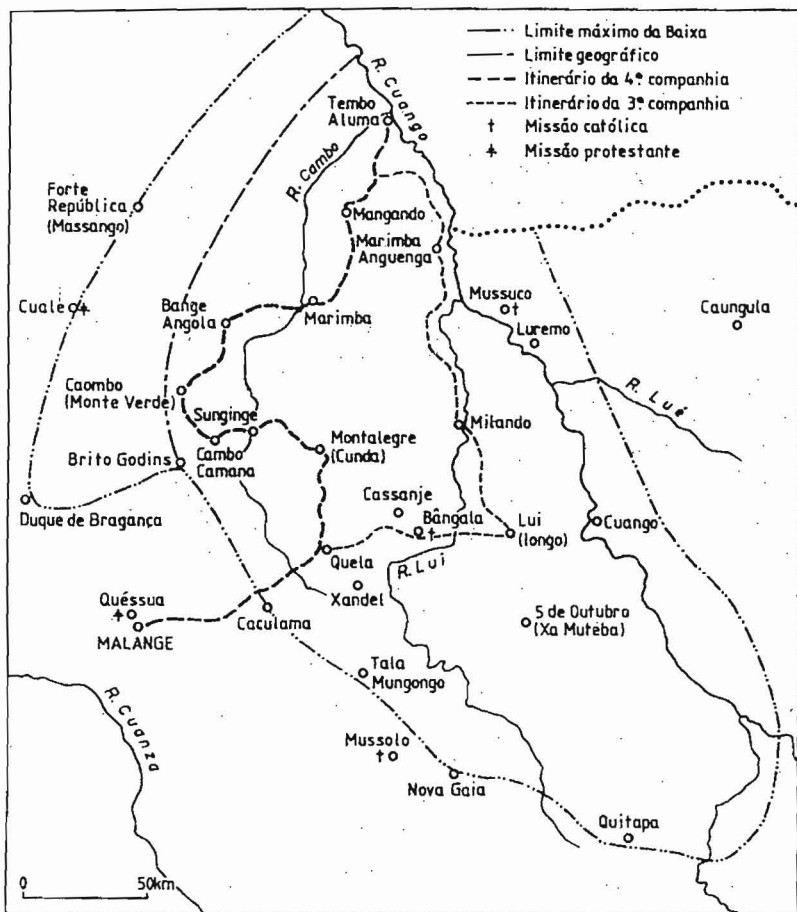 Limite máximo da Baixa
Limite geográfico
Itinerário da 4ª companhia
Itinerário da 3ª companhia
Missão católica
Missão protestante
R. Cuango
Tembo
Aluma
R. Cambo
Forte
República
(Massango)
Mangando
Marimba
Anguenga
Cuale
Bange
Angola
Marimba
Mussuco
Luremo
Caungula
R. Lué
Caombo
(Monte Verde)
Sunginge
Cambo
Camana
Montalegre
(Cunda)
Milando
Brito Godins
Duque de Bragança
Cassanje
Bângala
Lui
(Iongo)
Cuango
Quela
R. Lui
Xandel
Quéssua
MALANGE
Caculama
5 de Outubro
(Xa Muteba)
Tala
Mungongo
R. Cuanza
Mussolo
Nova Gaia
Quitapa
0 50km